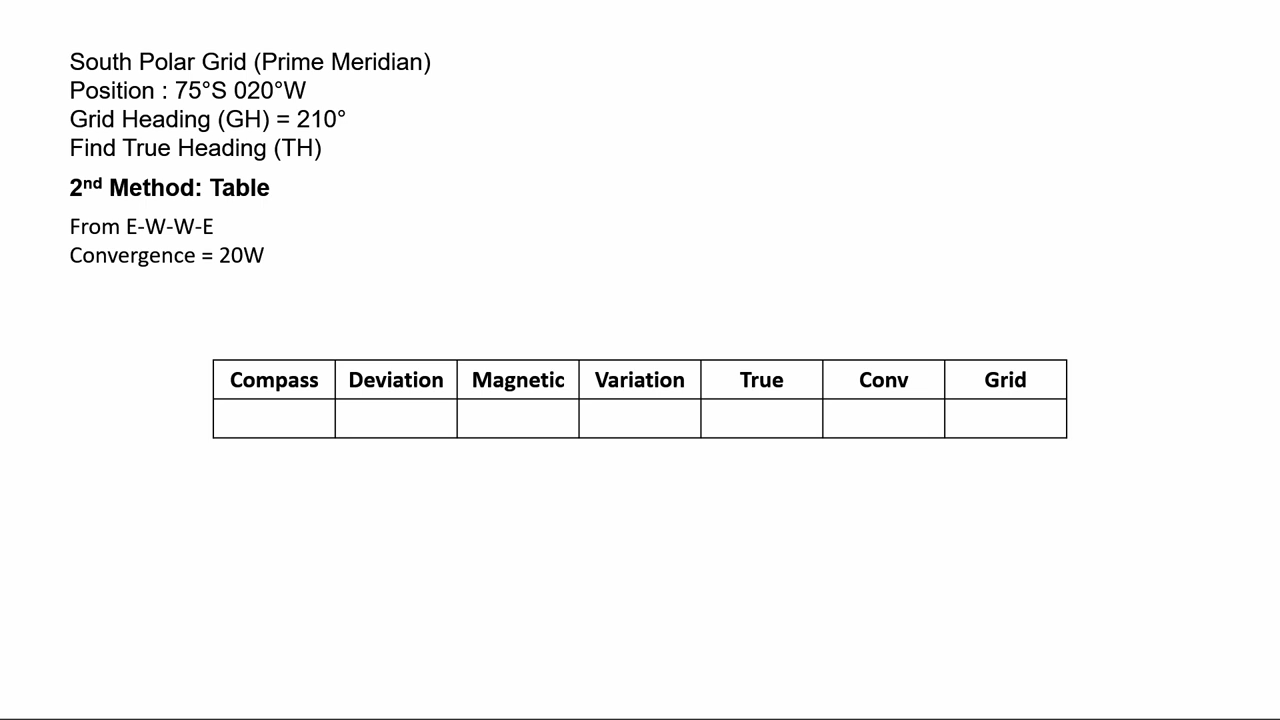 South Polar Grid (Prime Meridian)
Position : 75°S 020°W
Grid Heading (GH) = 210°
Find True Heading (TH)
2nd Method: Table
From E-W-W-E
Convergence = 20W
Compass Deviation Magnetic Variation True Conv Grid